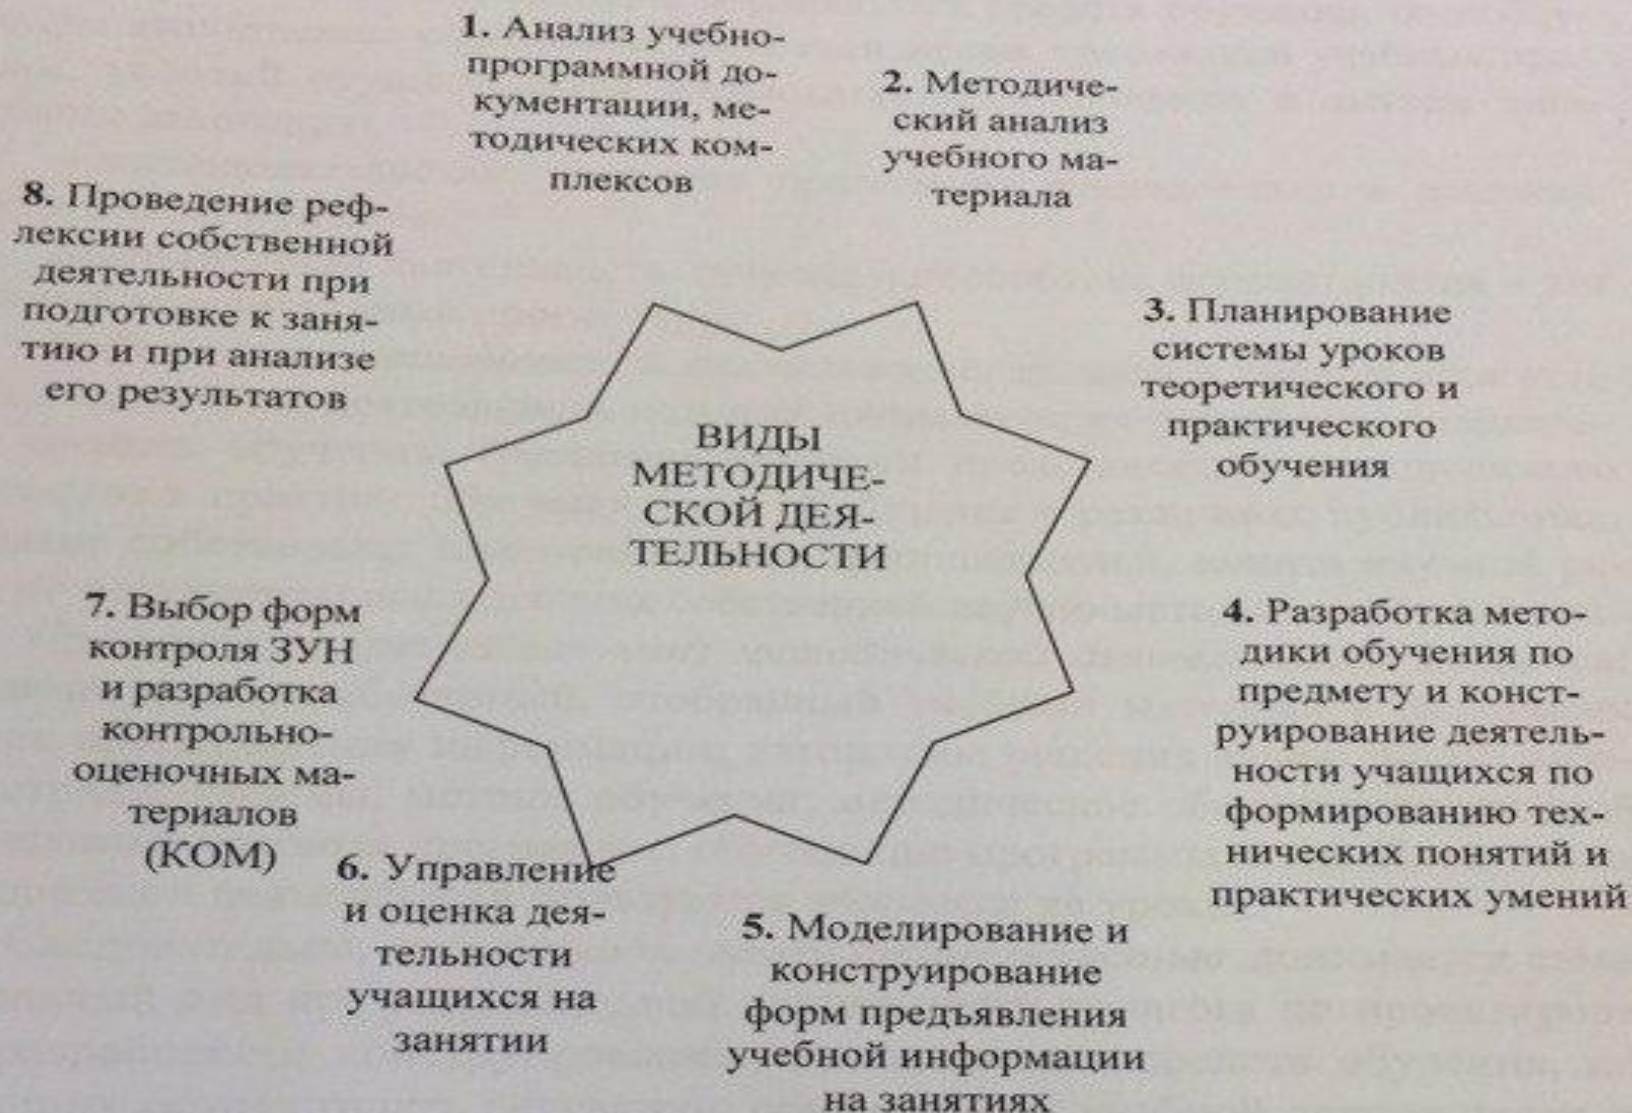 1. Анализ учебно-
программной до-
кументации, ме-
тодических ком-
плексов
2. Методиче-
ский анализ
учебного ма-
териала
3. Планирование
системы уроков
теоретического и
практического
обучения
4. Разработка мето-
дики обучения по
предмету и конст-
руирование деятель-
ности учащихся по
формированию тех-
нических понятий и
практических умений
5. Моделирование и
конструирование
форм предъявления
учебной информации
на занятиях
6. Управление
и оценка дея-
тельности
учащихся на
занятии
7. Выбор форм
контроля ЗУН
и разработка
контрольно-
оценочных ма-
териалов
(КОМ)
8. Проведение реф-
лексии собственной
деятельности при
подготовке к заня-
тию и при анализе
его результатов
ВИДЫ
МЕТОДИЧЕ-
СКОЙ ДЕЯ-
ТЕЛЬНОСТИ